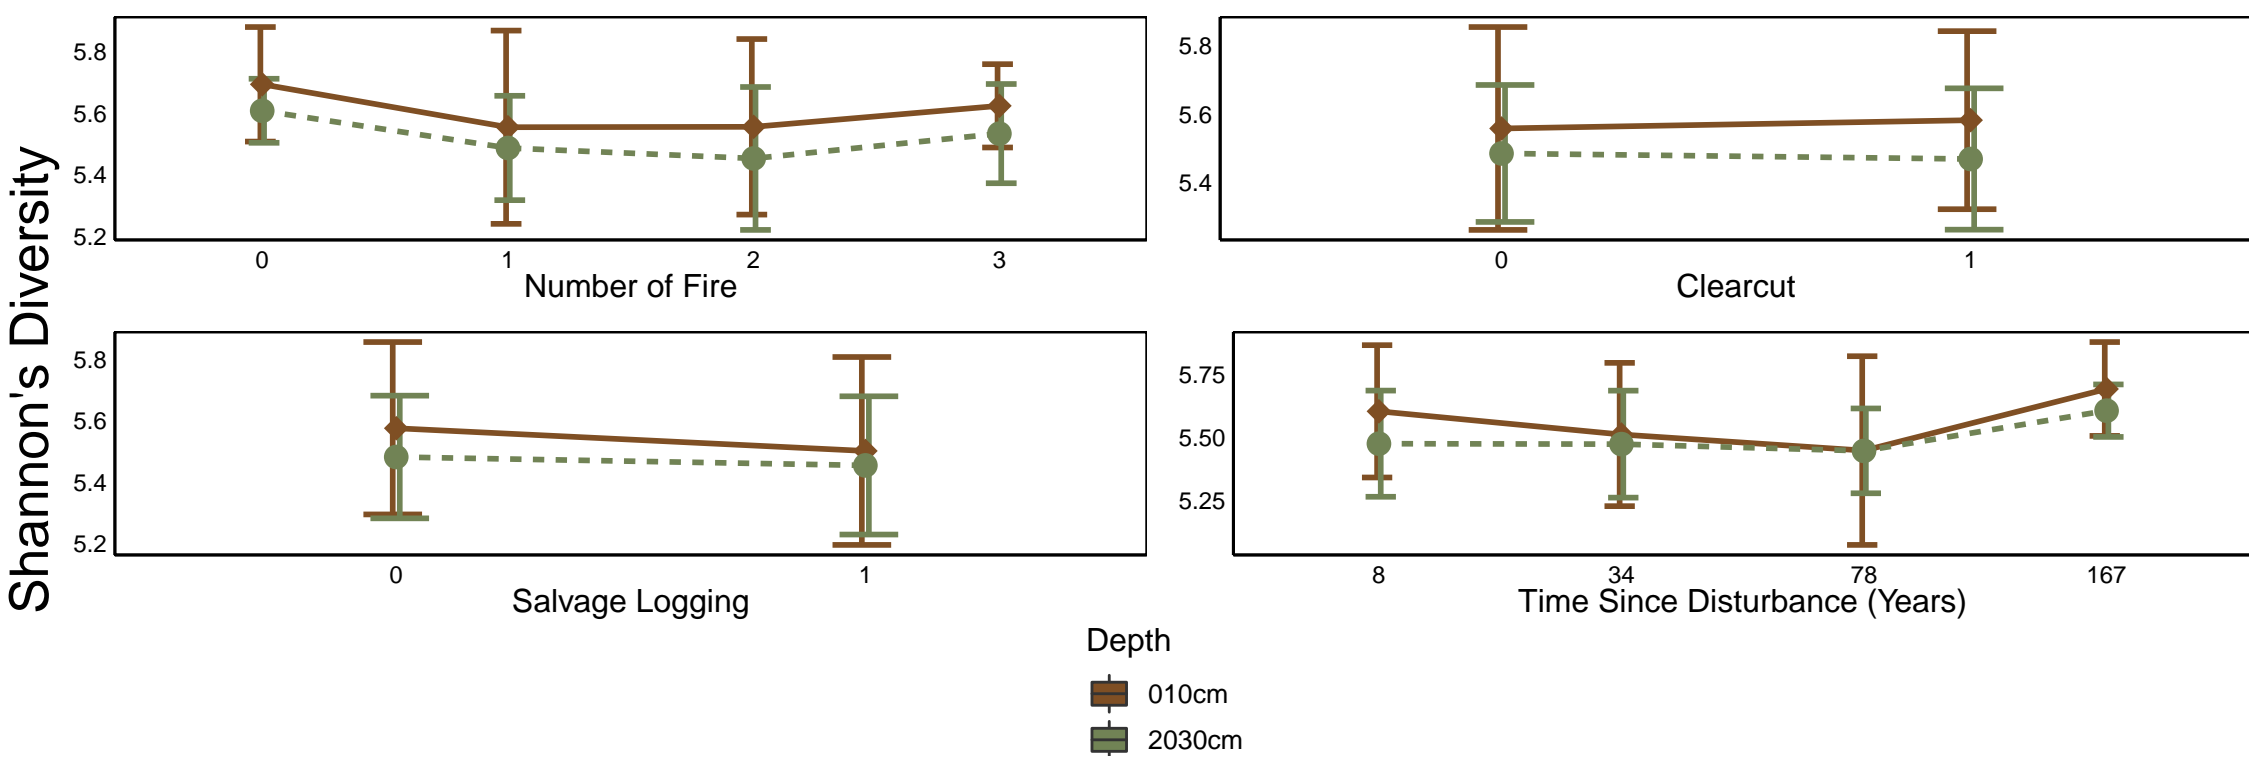 Shannon's Diversity
5.8
5.6
5.4
5.2
0 1 2 3
Number of Fire
5.8
5.6
5.4
0 1
Clearcut
5.8
5.6
5.4
5.2
0 1
Salvage Logging
5.75
5.50
5.25
8 34 78 167
Time Since Disturbance (Years)
Depth
010cm
2030cm